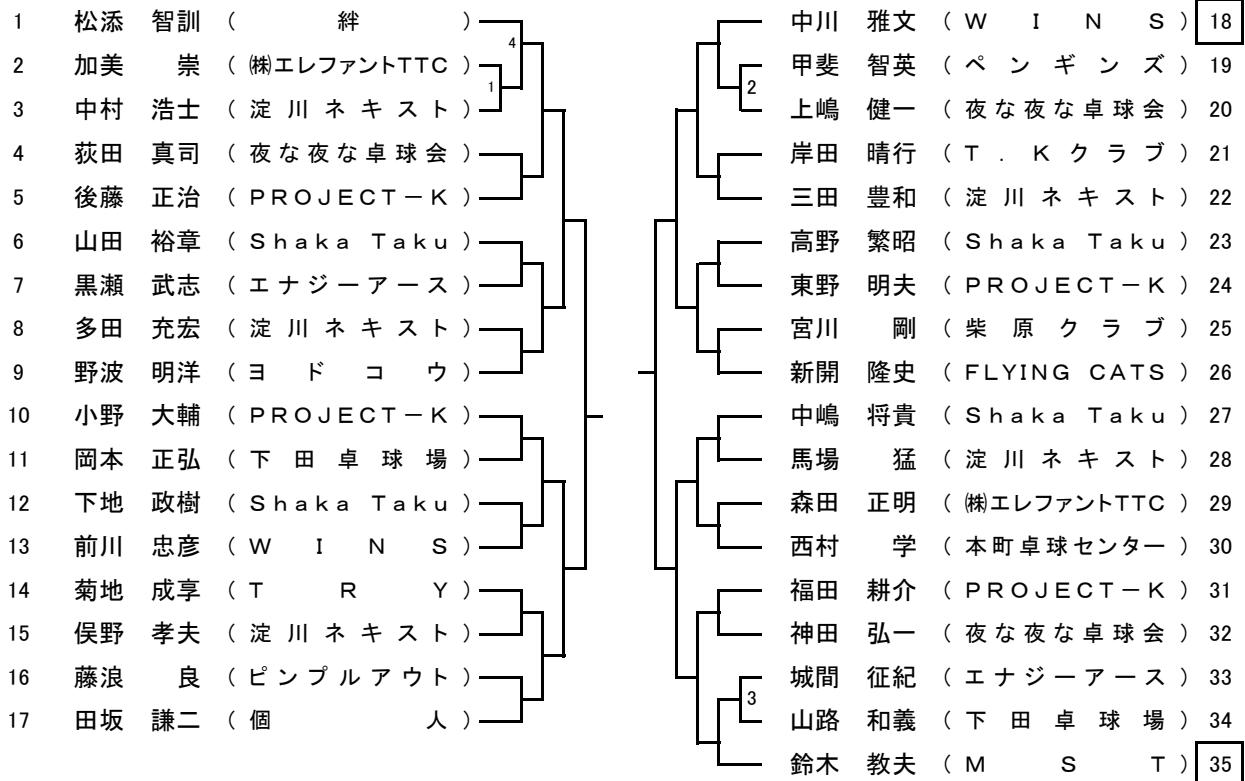 1 松添 智訓 （ 絆 ）
2 加美 崇 （ ㈱エレファントTTC ）
3 中村 浩士 （ 淀川ネキスト ）
4 荻田 真司 （ 夜な夜な卓球会 ）
5 後藤 正治 （ PROJECT－K ）
6 山田 裕章 （ Shaka Taku ）
7 黒瀬 武志 （ エナジーアース ）
8 多田 充宏 （ 淀川ネキスト ）
9 野波 明洋 （ ヨドコウ ）
10 小野 大輔 （ PROJECT－K ）
11 岡本 正弘 （ 下田卓球場 ）
12 下地 政樹 （ Shaka Taku ）
13 前川 忠彦 （ WINS ）
14 菊地 成享 （ TRY ）
15 俣野 孝夫 （ 淀川ネキスト ）
16 藤浪 良 （ ピンプルアウト ）
17 田坂 謙二 （ 個人 ）
4
1
中川 雅文 （ WINS ） 18
甲斐 智英 （ ペンギンズ ） 19
上嶋 健一 （ 夜な夜な卓球会 ） 20
岸田 晴行 （ T．Kクラブ ） 21
三田 豊和 （ 淀川ネキスト ） 22
高野 繁昭 （ Shaka Taku ） 23
東野 明夫 （ PROJECT－K ） 24
宮川 剛 （ 柴原クラブ ） 25
新開 隆史 （ FLYING CATS ） 26
中嶋 将貴 （ Shaka Taku ） 27
馬場 猛 （ 淀川ネキスト ） 28
森田 正明 （ ㈱エレファントTTC ） 29
西村 学 （ 本町卓球センター ） 30
福田 耕介 （ PROJECT－K ） 31
神田 弘一 （ 夜な夜な卓球会 ） 32
城間 征紀 （ エナジーアース ） 33
山路 和義 （ 下田卓球場 ） 34
鈴木 教夫 （ MST ） 35
2
3